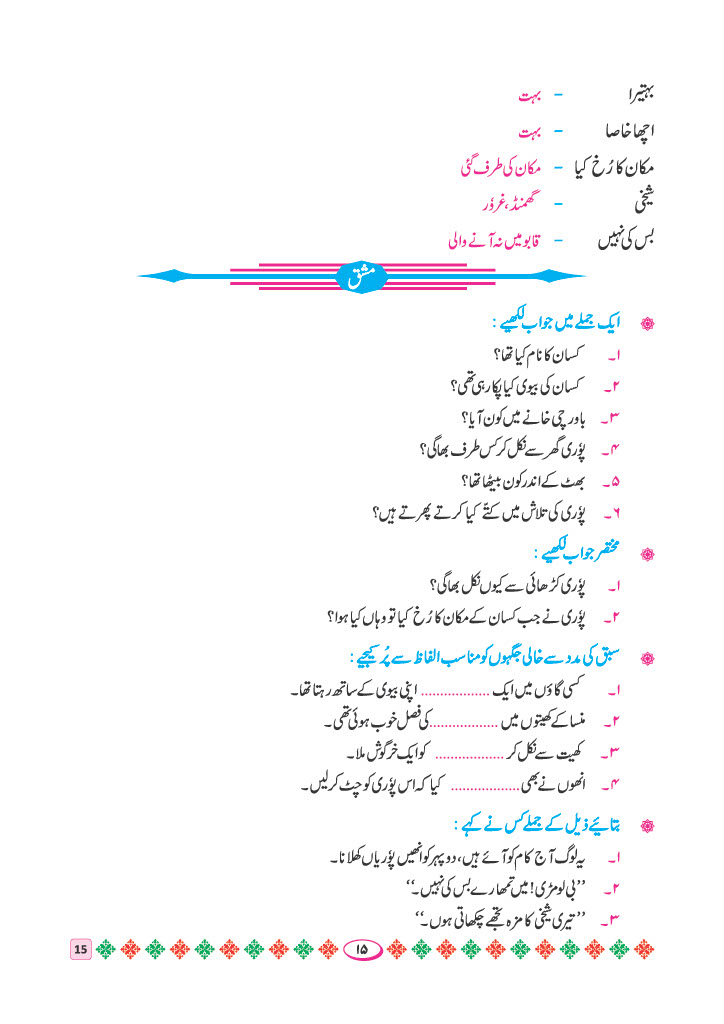 بہتیرا – بہت
اچھا خاصا – بہت
مکان کا رُخ کیا – مکان کی طرف گئی
شیخی – گھمنڈ، غرؤر
بس کی نہیں – قابو میں نہ آنے والی
مشق
ایک جملے میں جواب لکھیے :
۱۔ کسان کا نام کیا تھا؟
۲۔ کسان کی بیوی کیا پکا رہی تھی؟
۳۔ باورچی خانے میں کون آیا؟
۴۔ پؤری گھر سے نکل کر کس طرف بھاگی؟
۵۔ بھٹ کے اندر کون بیٹھا تھا؟
۶۔ پؤری کی تلاش میں کتّے کیا کرتے پھرتے ہیں؟
مختصر جواب لکھیے :
۱۔ پؤری کڑھائی سے کیوں نکل بھاگی؟
۲۔ پؤری نے جب کسان کے مکان کا رُخ کیا تو وہاں کیا ہوا؟
سبق کی مدد سے خالی جگہوں کو مناسب الفاظ سے پُر کیجیے :
۱۔ کسی گاؤں میں ایک .................. اپنی بیوی کے ساتھ رہتا تھا۔
۲۔ منسا کے کھیتوں میں .................. کی فصل خوب ہوئی تھی۔
۳۔ کھیت سے نکل کر .................. کو ایک خرگوش ملا۔
۴۔ انھوں نے بھی .................. کیا کہ اس پؤری کو چٹ کر لیں۔
بتائیے ذیل کے جملے کس نے کہے :
۱۔ یہ لوگ آج کام کو آئے ہیں، دوپہر کو انھیں پؤریاں کھلانا۔
۲۔ ’’بی لومڑی! میں تمھارے بس کی نہیں۔‘‘
۳۔ ’’تیری شیخی کا مزہ تجھے چکھاتی ہوں۔‘‘
۱۵
15